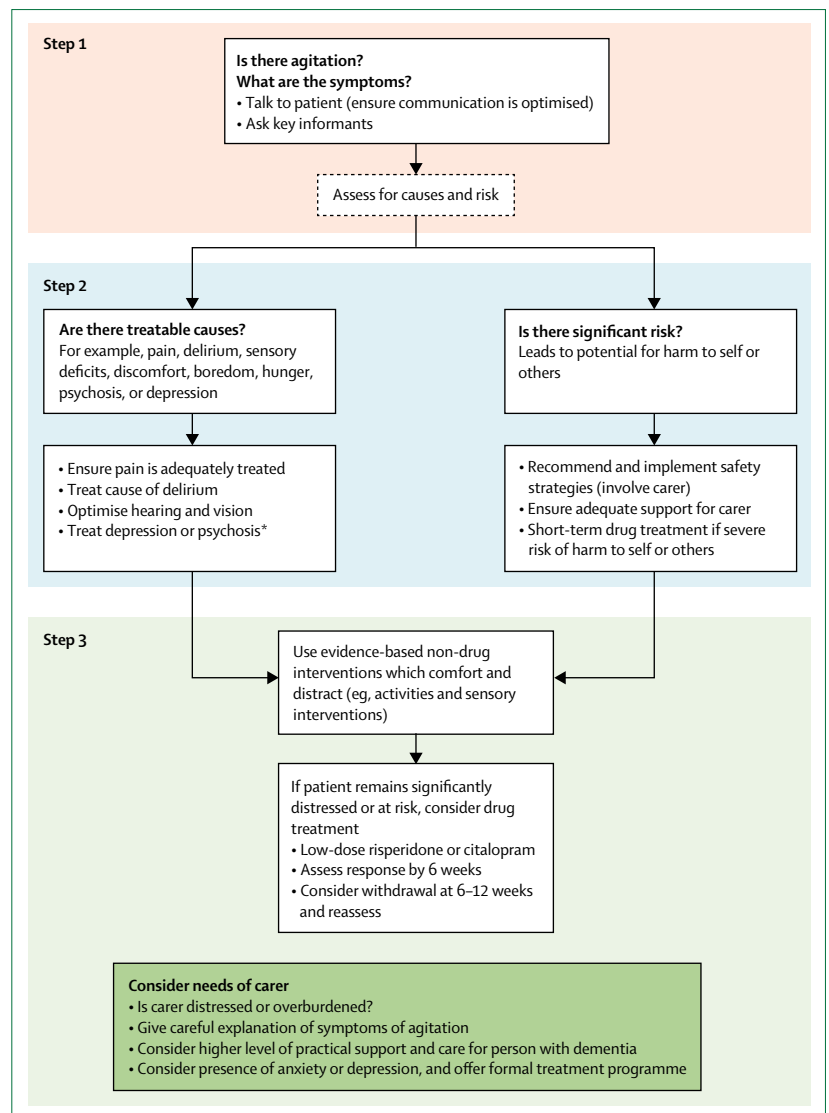 Step 1
Is there agitation?
What are the symptoms?
• Talk to patient (ensure communication is optimised)
• Ask key informants
Assess for causes and risk
Step 2
Are there treatable causes?
For example, pain, delirium, sensory
deficits, discomfort, boredom, hunger,
psychosis, or depression
• Ensure pain is adequately treated
• Treat cause of delirium
• Optimise hearing and vision
• Treat depression or psychosis*
Is there significant risk?
Leads to potential for harm to self or
others
• Recommend and implement safety
strategies (involve carer)
• Ensure adequate support for carer
• Short-term drug treatment if severe
risk of harm to self or others
Step 3
Use evidence-based non-drug
interventions which comfort and
distract (eg, activities and sensory
interventions)
If patient remains significantly
distressed or at risk, consider drug
treatment
• Low-dose risperidone or citalopram
• Assess response by 6 weeks
• Consider withdrawal at 6–12 weeks
and reassess
Consider needs of carer
• Is carer distressed or overburdened?
• Give careful explanation of symptoms of agitation
• Consider higher level of practical support and care for person with dementia
• Consider presence of anxiety or depression, and offer formal treatment programme